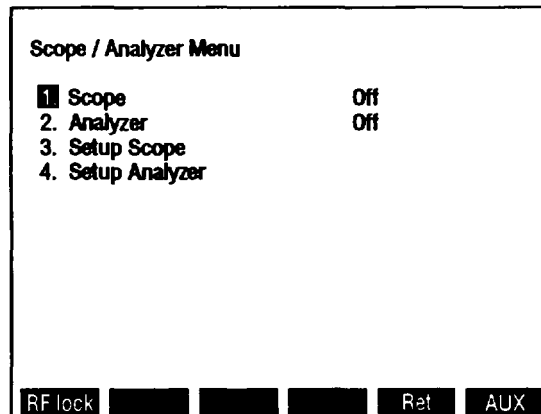 Scope / Analyzer Menu
1. Scope Off
2. Analyzer Off
3. Setup Scope
4. Setup Analyzer
RF lock Ret AUX